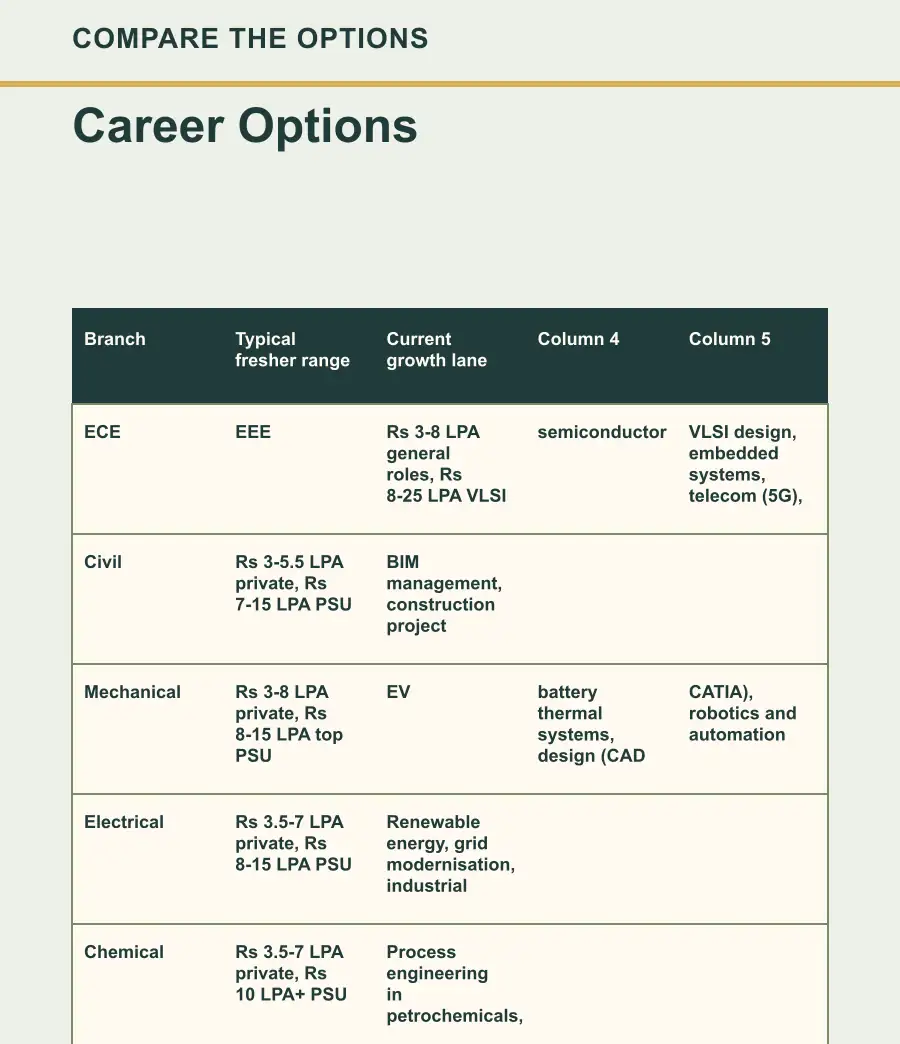 COMPARE THE OPTIONS
Career Options
Branch
Typical
fresher range
Current
growth lane
Column 4
Column 5
ECE
EEE
Rs 3-8 LPA
general
roles, Rs
8-25 LPA VLSI
semiconductor
VLSI design,
embedded
systems,
telecom (5G),
Civil
Rs 3-5.5 LPA
private, Rs
7-15 LPA PSU
BIM
management,
construction
project
Mechanical
Rs 3-8 LPA
private, Rs
8-15 LPA top
PSU
EV
battery
thermal
systems,
design (CAD
CATIA),
robotics and
automation
Electrical
Rs 3.5-7 LPA
private, Rs
8-15 LPA PSU
Renewable
energy, grid
modernisation,
industrial
Chemical
Rs 3.5-7 LPA
private, Rs
10 LPA+ PSU
Process
engineering
in
petrochemicals,